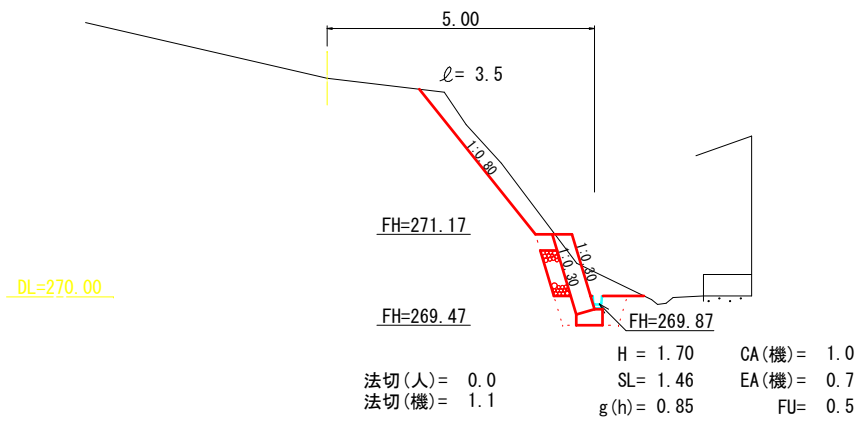 5.00
ℓ= 3.5
1:0.80
FH=271.17
1:0.30
1:0.30
DL=270.00
FH=269.47
FH=269.87
H = 1.70 CA(機)= 1.0
法切(人)= 0.0 SL= 1.46 EA(機)= 0.7
法切(機)= 1.1 g(h)= 0.85 FU= 0.5